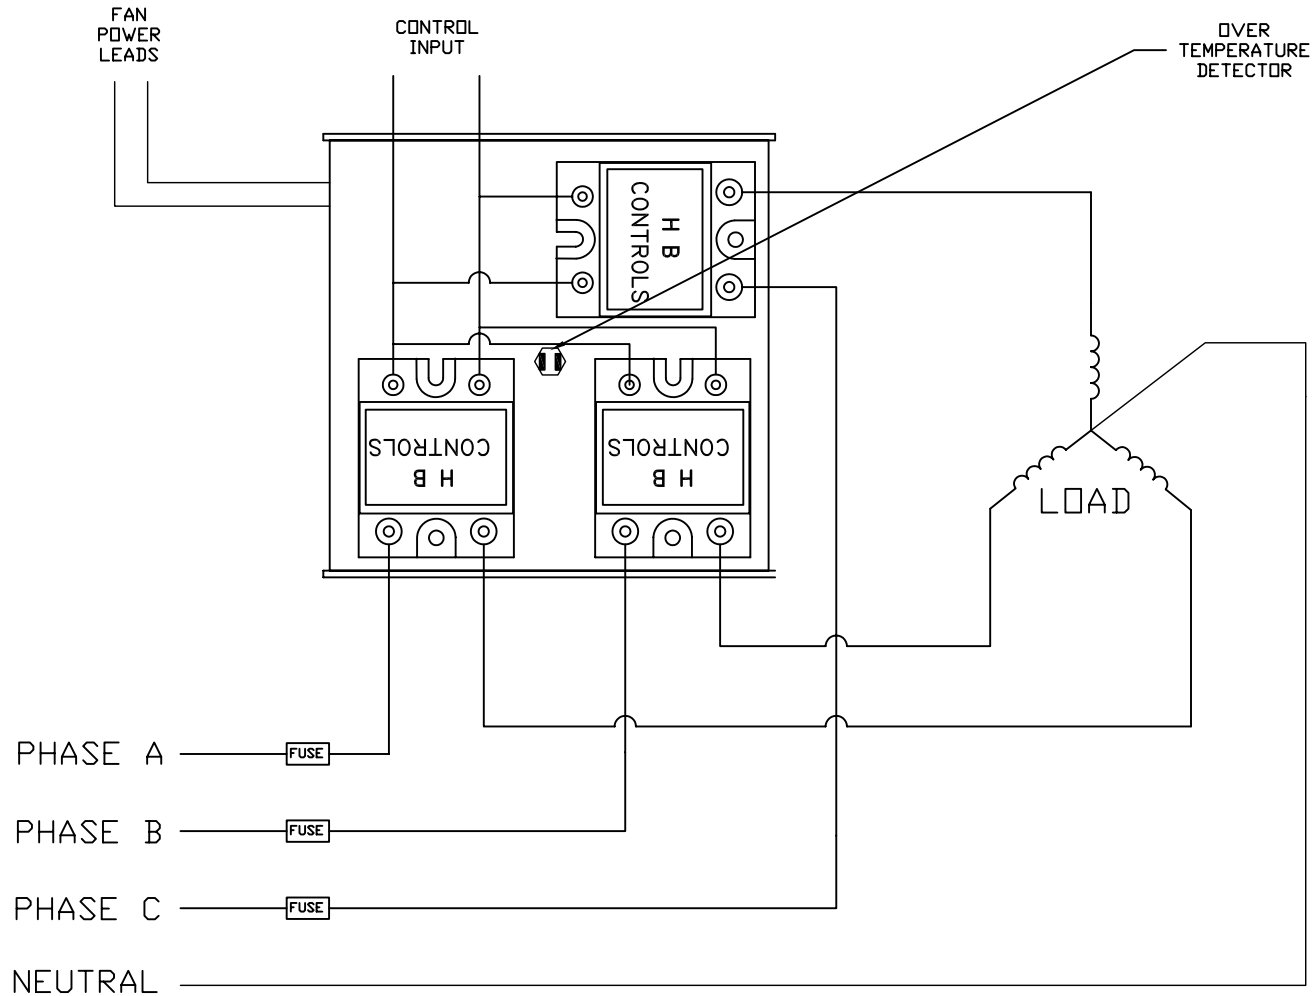 FAN
POWER
LEADS
CONTROL
INPUT
OVER
TEMPERATURE
DETECTOR
H B
CONTROLS
CONTROLS
H B
CONTROLS
H B
LOAD
PHASE A
FUSE
PHASE B
FUSE
PHASE C
FUSE
NEUTRAL